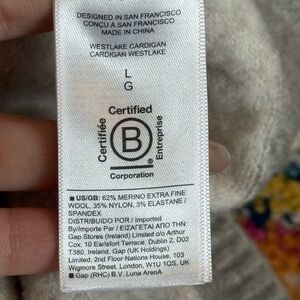 DESIGNED IN SAN FRANCISCO
CONÇU À SAN FRANCISCO
MADE IN CHINA
WESTLAKE CARDIGAN
CARDIGAN WESTLAKE
L
G
Certified
Certifiée
B
®
Entreprise
Corporation
■ US/GB: 62% MERINO EXTRA FINE
WOOL, 35% NYLON, 3% ELASTANE /
SPANDEX
DISTRIBUIDO POR / Imported
By/Importe Par / ΕΙΣΑΓΕΤΑΙ ΑΠΟ ΤΗΝ:
Gap Stores (Ireland) Limited c/o Arthur
Cox, 10 Earlsfort Terrace, Dublin 2, D02
T380, Ireland. Gap (UK Holdings)
Limited, 2nd Floor Nations House, 103
Wigmore Street, London, W1U 1QS, UK
■ Gap (RHC) B.V. Luna ArenA